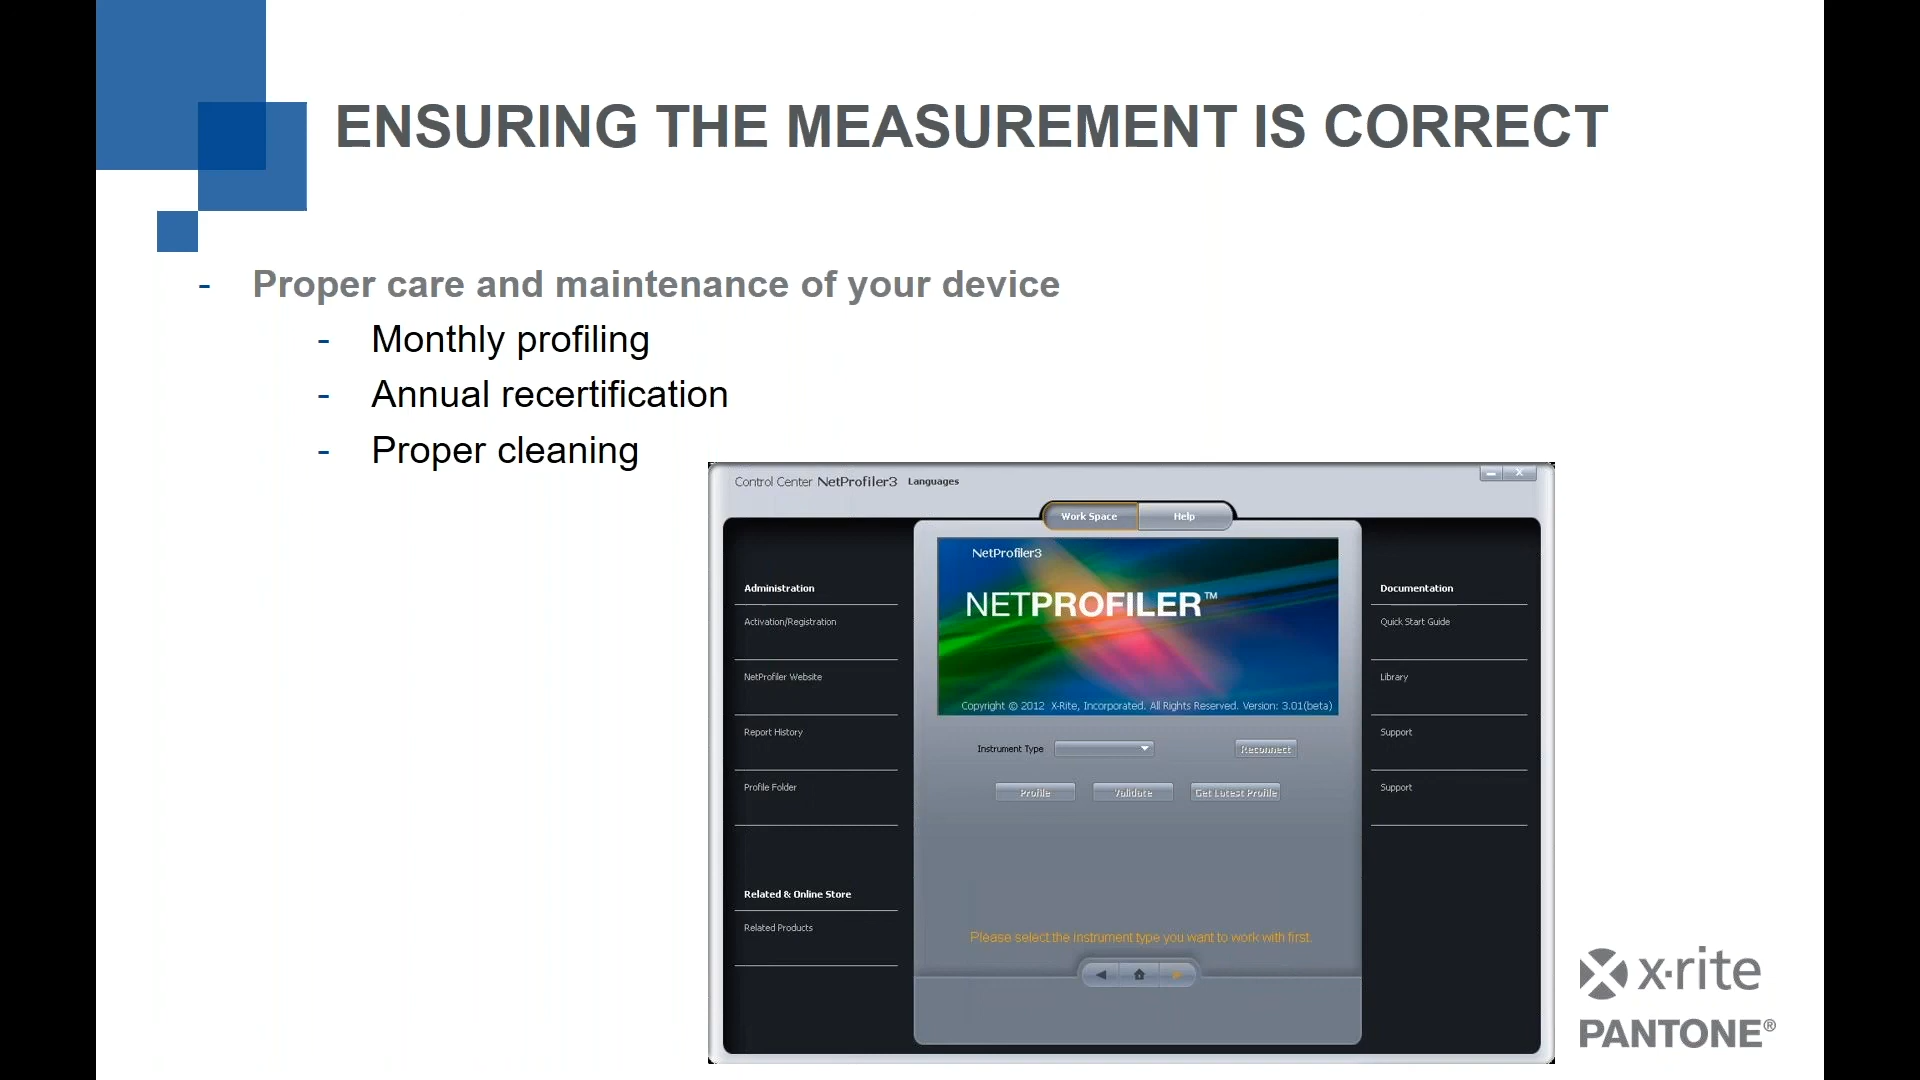 ENSURING THE MEASUREMENT IS CORRECT
- Proper care and maintenance of your device
- Monthly profiling
- Annual recertification
- Proper cleaning
Control Center NetProfiler3 Languages
Work Space Help
Administration
Activation/Registration
NetProfiler Website
Report History
Profile Folder
Related & Online Store
Related Products
NetProfiler3
NETPROFILER™
Copyright © 2012 X-Rite, Incorporated. All Rights Reserved. Version: 3.01(beta)
Instrument Type Reconnect
Profile Validate Get Latest Profile
Please select the instrument type you want to work with first.
Documentation
Quick Start Guide
Library
Support
Support
x·rite
PANTONE®